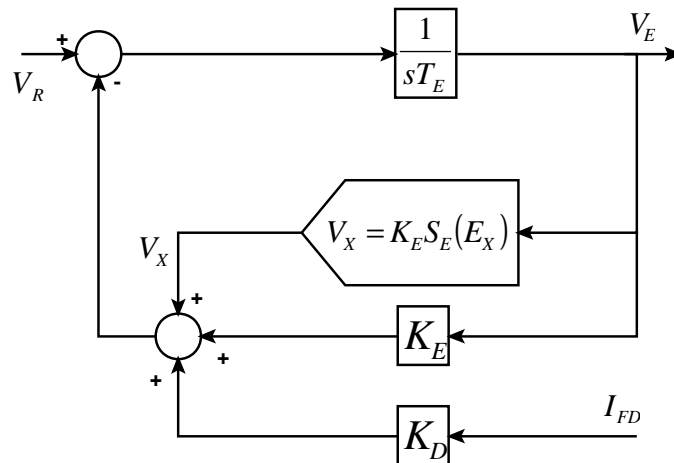 +
1
sT_E
V_E
-
V_R
V_X = K_E S_E(E_X)
V_X
+
+
K_E
+
K_D
I_FD